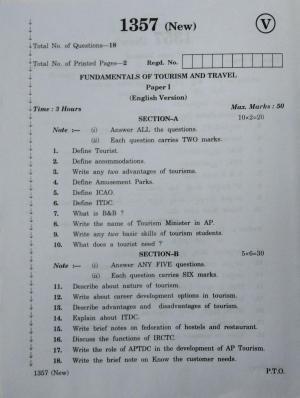 1357 (New)
V
Total No. of Questions—18
Total No. of Printed Pages—2 Regd. No.
FUNDAMENTALS OF TOURISM AND TRAVEL
Paper I
(English Version)
Time : 3 Hours Max. Marks : 50
SECTION-A 10×2=20
Note :— (i) Answer ALL the questions.
(ii) Each question carries TWO marks.
1. Define Tourist.
2. Define accommodations.
3. Write any two advantages of tourisms.
4. Define Amusement Parks.
5. Define ICAO.
6. Define ITDC.
7. What is B&B ?
8. Write the name of Tourism Minister in AP.
9. Write any two basic skills of tourism students.
10. What does a tourist need ?
SECTION-B 5×6=30
Note :— (i) Answer ANY FIVE questions.
(ii) Each question carries SIX marks.
11. Describe about nature of tourism.
12. Write about career development options in tourism.
13. Describe advantages and disadvantages of tourism.
14. Explain about ITDC.
15. Write brief notes on federation of hostels and restaurant.
16. Discuss the functions of IRCTC.
17. Write the role of APTDC in the development of AP Tourism.
18. Write the brief note on Know the customer needs.
1357 (New) P.T.O.